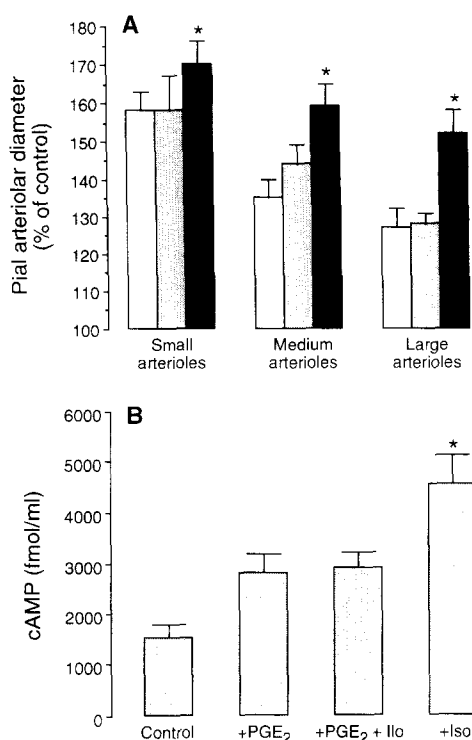 A
Pial arteriolar diameter
(% of control)
180
170
160
150
140
130
120
110
100
*
*
*
Small
arterioles
Medium
arterioles
Large
arterioles
B
cAMP (fmol/ml)
6000
5000
4000
3000
2000
1000
0
*
Control
+PGE₂
+PGE₂ + Ilo
+Iso